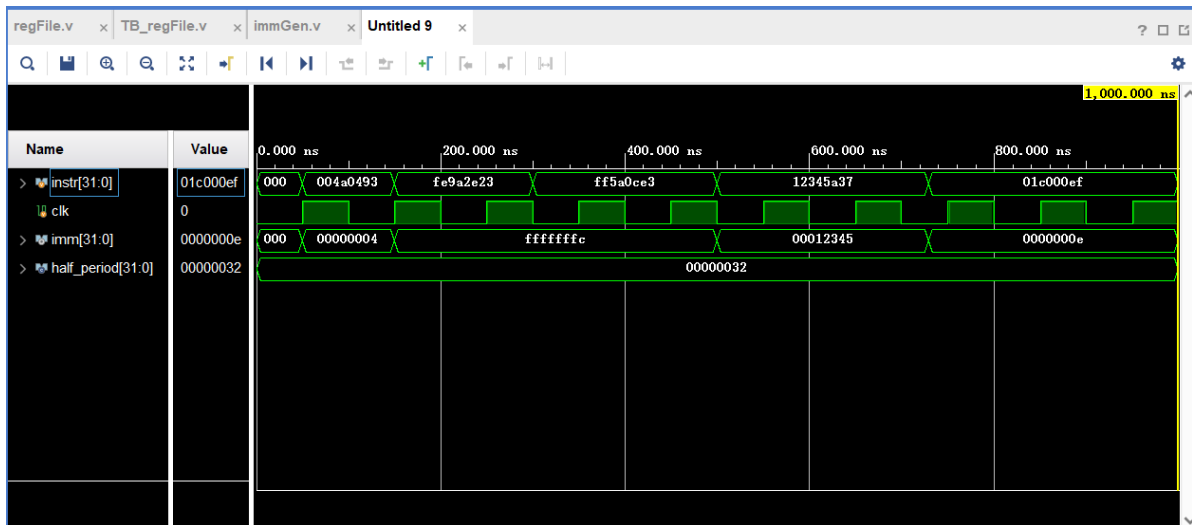 regFile.v × TB_regFile.v × immGen.v × Untitled 9 × ?
1,000.000 ns
Name Value 0.000 ns 200.000 ns 400.000 ns 600.000 ns 800.000 ns
instr[31:0] 01c000ef 000 004a0493 fe9a2e23 ff5a0ce3 12345a37 01c000ef
clk 0
imm[31:0] 0000000e 000 00000004 fffffffc 00012345 0000000e
half_period[31:0] 00000032 00000032